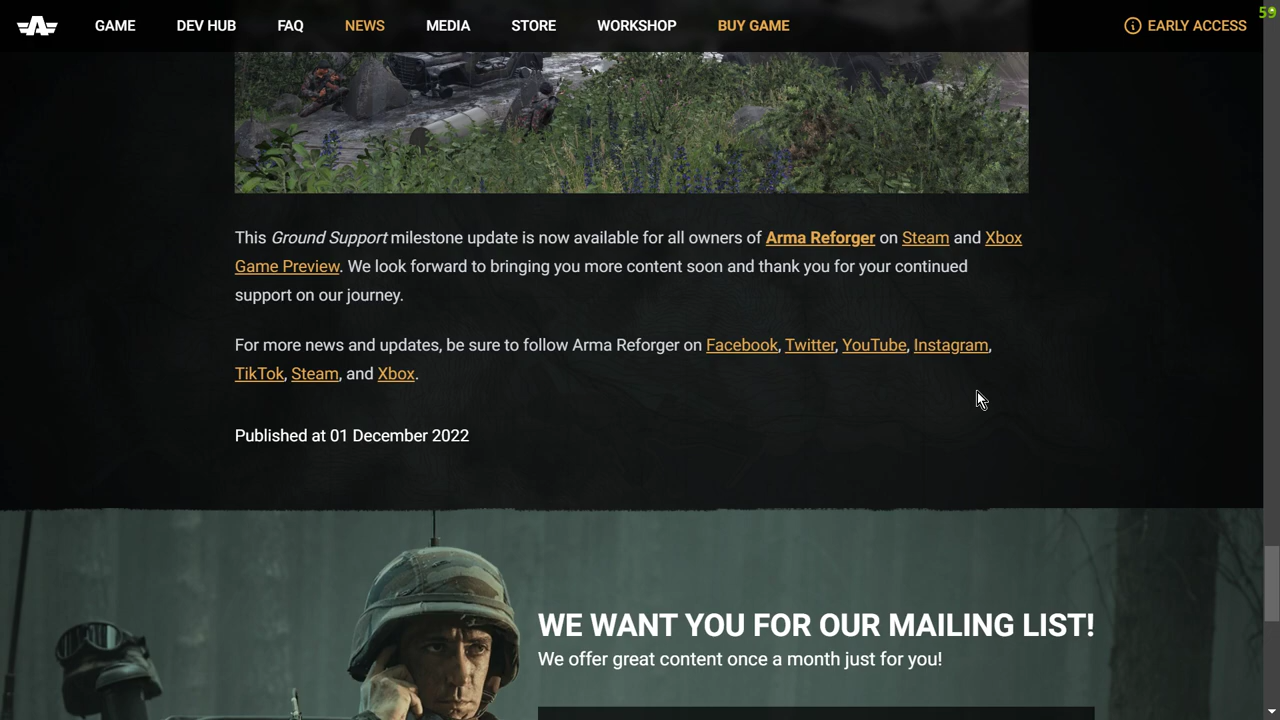 GAME DEV HUB FAQ NEWS MEDIA STORE WORKSHOP BUY GAME EARLY ACCESS 59
This Ground Support milestone update is now available for all owners of Arma Reforger on Steam and Xbox
Game Preview. We look forward to bringing you more content soon and thank you for your continued
support on our journey.
For more news and updates, be sure to follow Arma Reforger on Facebook, Twitter, YouTube, Instagram,
TikTok, Steam, and Xbox.
Published at 01 December 2022
WE WANT YOU FOR OUR MAILING LIST!
We offer great content once a month just for you!